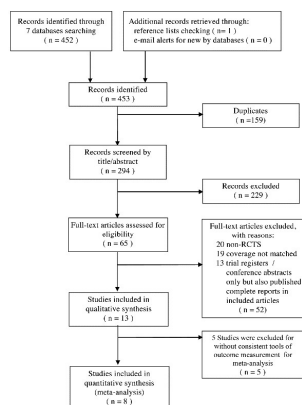 Records identified through
7 databases searching
( n = 452)
Additional records retrieved through:
reference lists checking ( n= 1 )
e-mail alerts for new by databases ( n = 0 )
Records identified
( n = 453)
Duplicates
( n =159)
Records screened by
title/abstract
( n = 294 )
Records excluded
( n = 229 )
Full-text articles assessed for
eligibility
( n = 65 )
Full-text articles excluded,
with reasons:
20 non-RCTS
19 coverage not matched
13 trial registers /
conference abstracts
only but also published
complete reports in
included articles
( n = 52)
Studies included in
qualitative synthesis
( n = 13 )
5 Studies were excluded for
without consistent tools of
outcome measurement for
meta-analysis
( n = 5 )
Studies included in
quantitative synthesis
(meta-analysis)
( n = 8 )